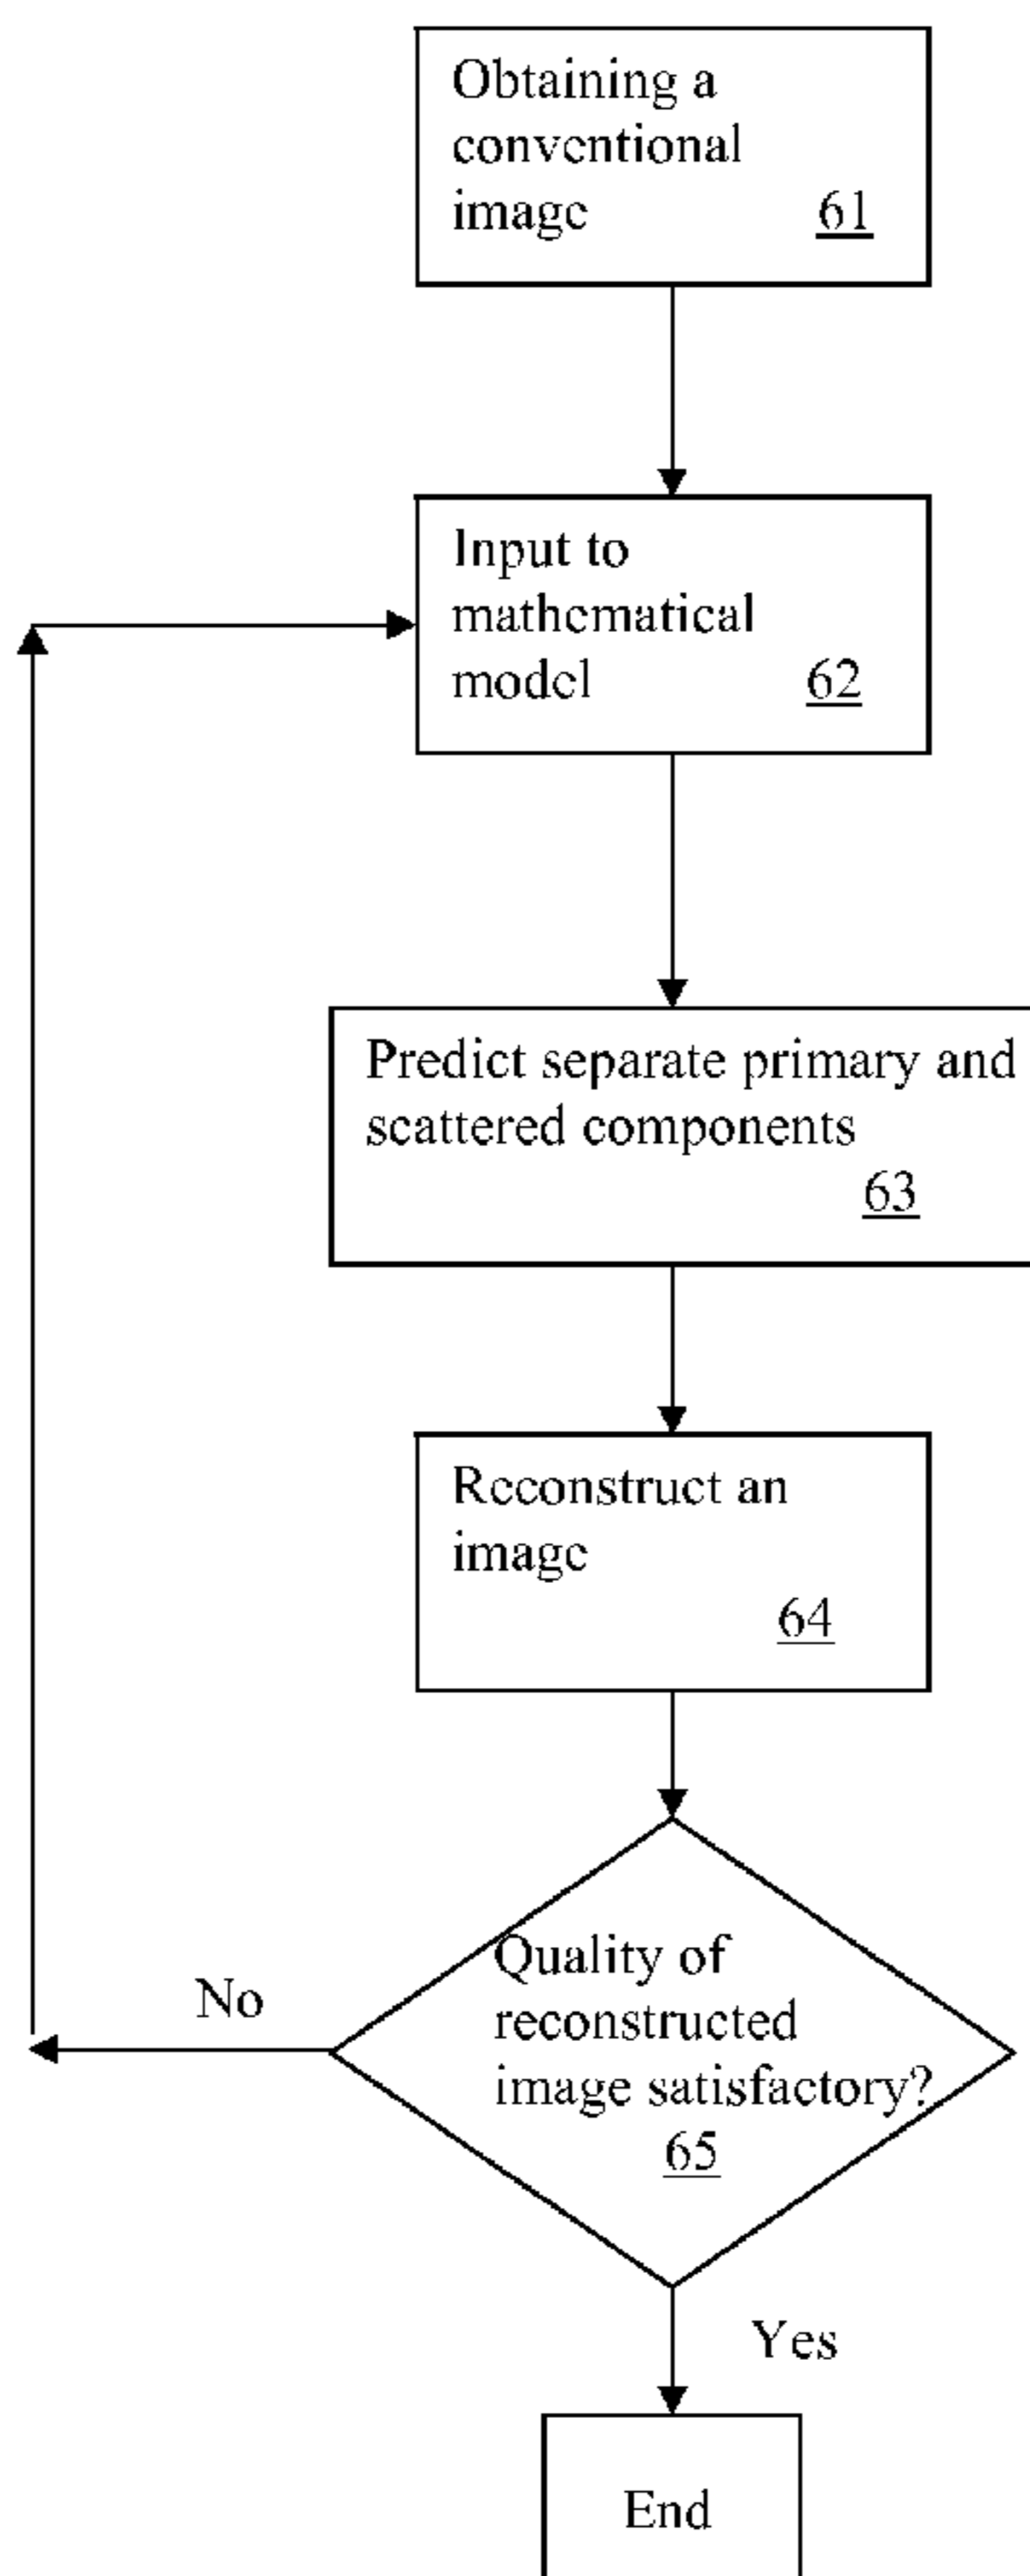 Obtaining a
conventional
image
61
Input to
mathematical
model
62
Predict separate primary and
scattered components
63
Reconstruct an
image
64
Quality of
reconstructed
image satisfactory?
65
No
Yes
End